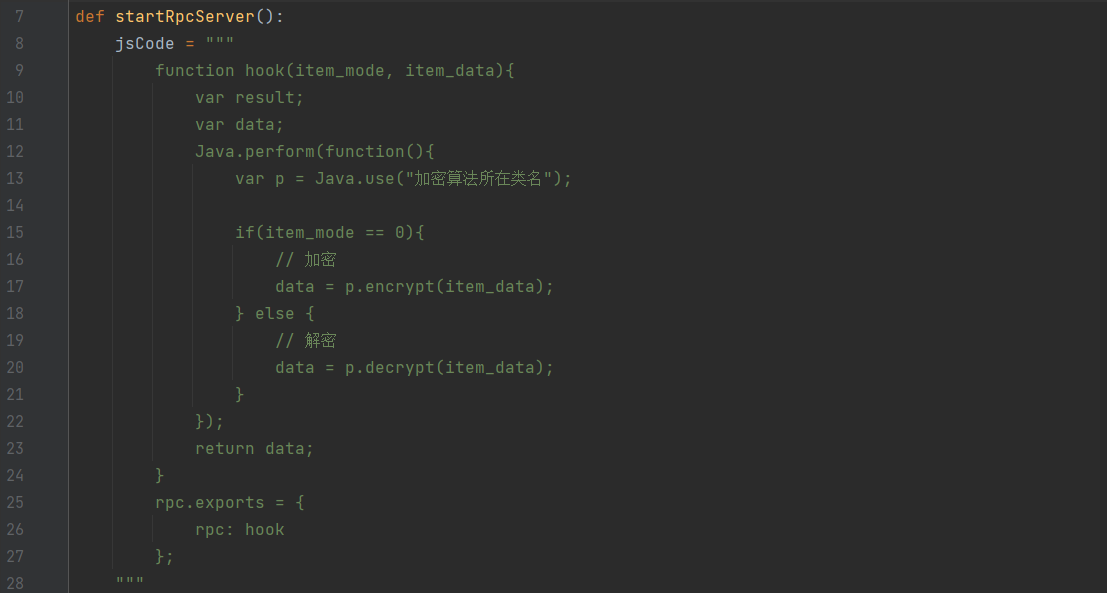 7 def startRpcServer():
8     jsCode = """
9         function hook(item_mode, item_data){
10             var result;
11             var data;
12             Java.perform(function(){
13                 var p = Java.use("加密算法所在类名");
14
15                 if(item_mode == 0){
16                     // 加密
17                     data = p.encrypt(item_data);
18                 } else {
19                     // 解密
20                     data = p.decrypt(item_data);
21                 }
22             });
23             return data;
24         }
25         rpc.exports = {
26             rpc: hook
27         };
28     """